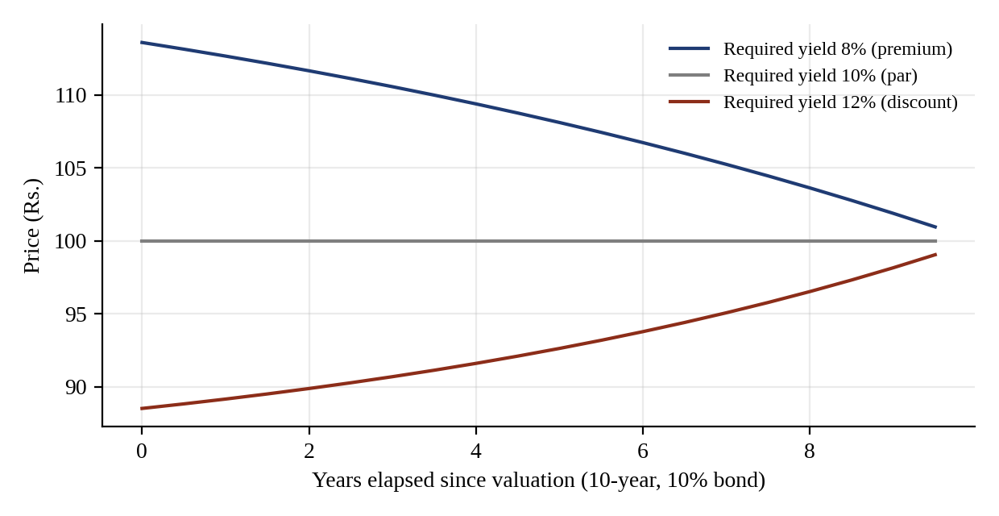 Required yield 8% (premium)
Required yield 10% (par)
Required yield 12% (discount)
Price (Rs.)
110
105
100
95
90
0 2 4 6 8
Years elapsed since valuation (10-year, 10% bond)